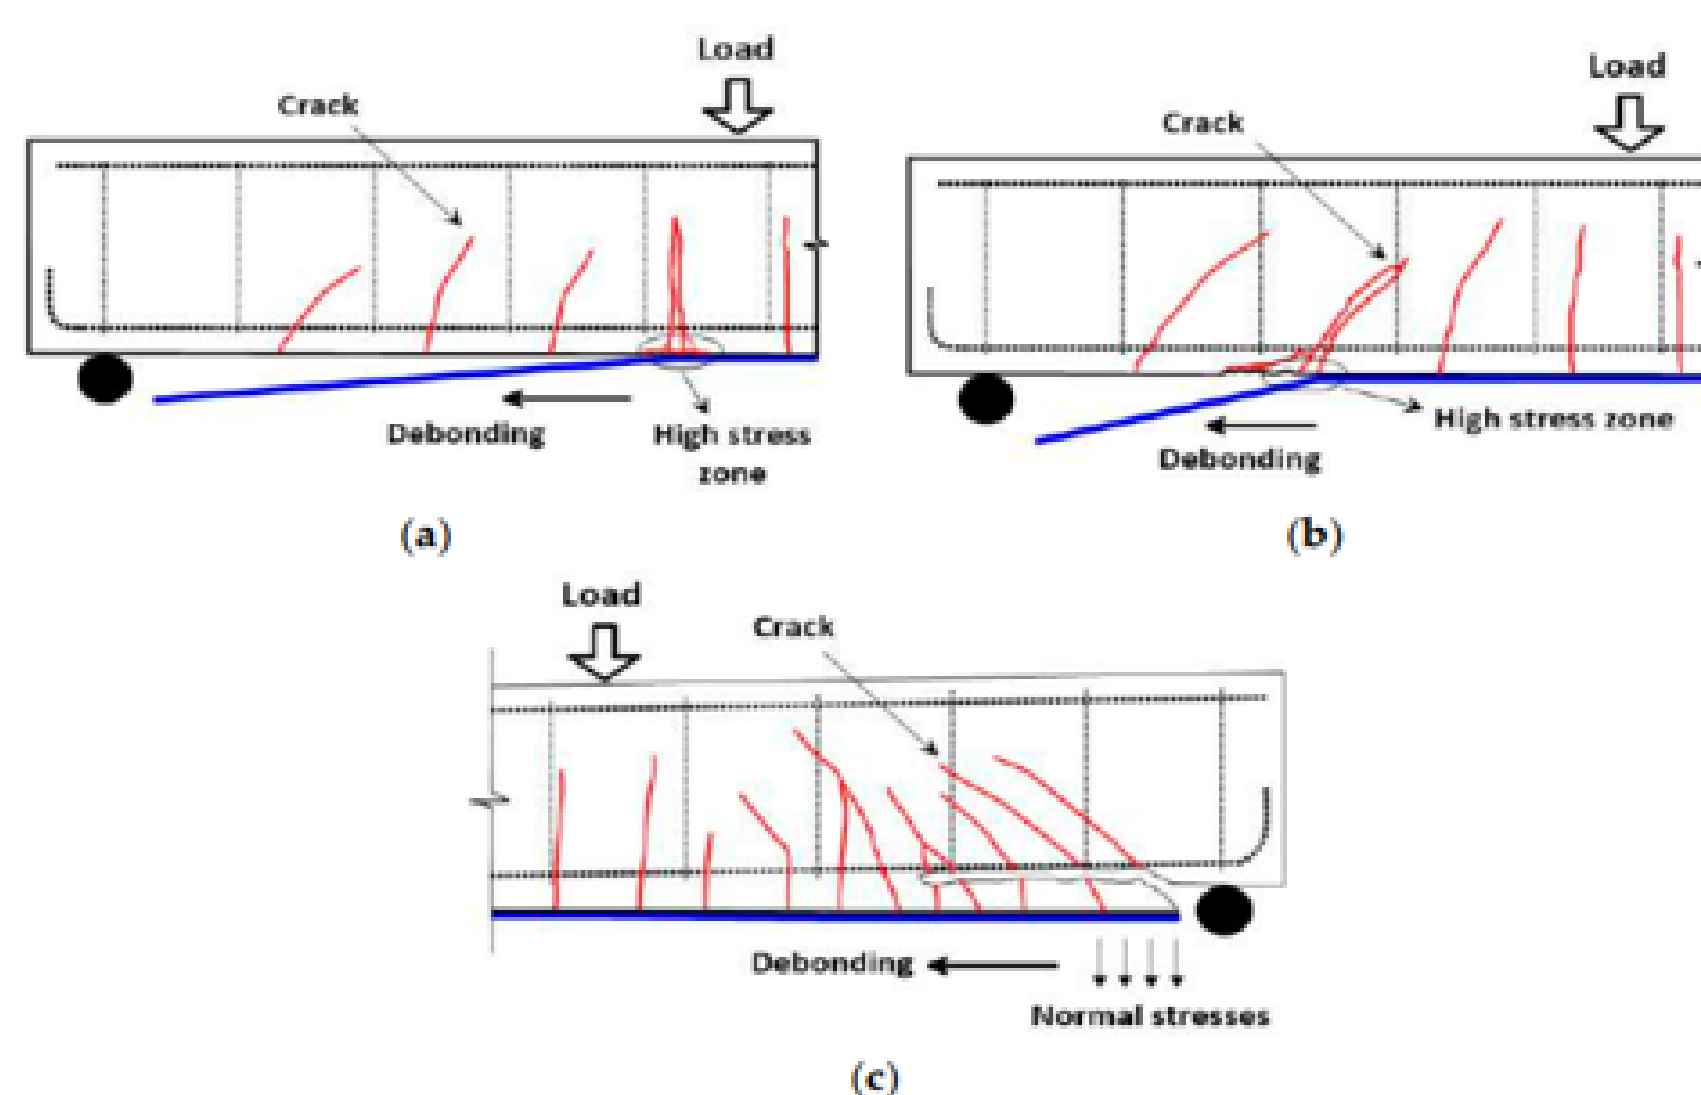 Load
Crack
Debonding
High stress
zone
(a)
Load
Crack
High stress zone
Debonding
(b)
Load
Crack
Debonding
Normal stresses
(c)